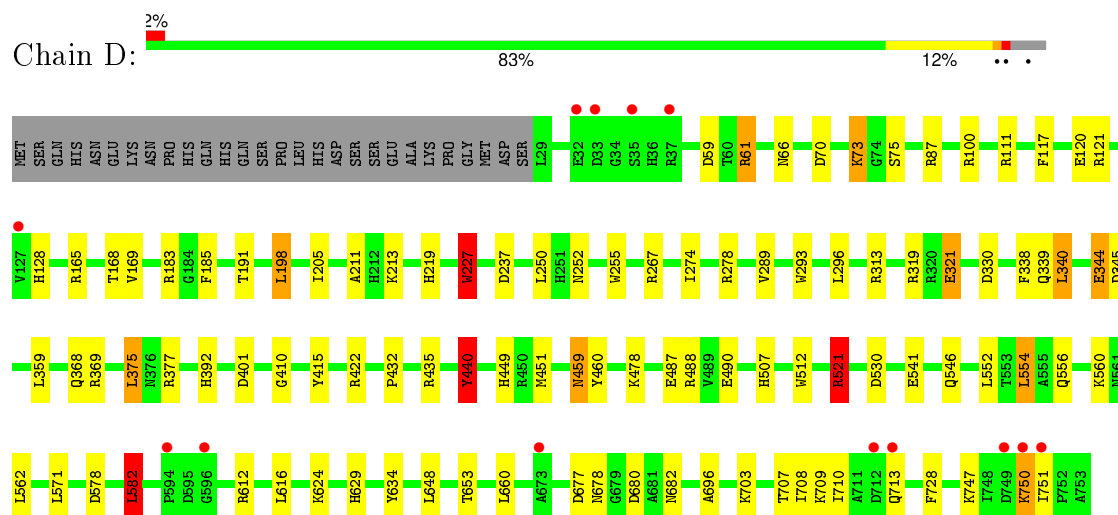 2%
Chain D:
83% 12% •• •
MET SER GLN HIS ASN GLU LYS ASN PRO HIS GLN HIS GLN SER PRO LEU HIS ASP SER SER GLU ALA LYS PRO GLY MET ASP SER L29 E32 D33 G34 S35 H36 R37 D59 T60 R61 N66 D70 K73 G74 S75 R87 R100 R111 F117 E120 R121
V127 H128 R165 T168 V169 R183 G184 F185 T191 L198 I205 A211 H212 K213 H219 W227 D237 L250 H251 N252 W255 R267 I274 R278 V289 W293 L296 R313 R319 R320 E321 D330 F338 Q339 L340 E344 D345
L359 Q368 R369 L375 N376 R377 H392 D401 G410 Y415 R422 P432 R435 Y440 H449 R450 M451 N459 Y460 K478 E487 R488 V489 E490 H507 W512 R521 D530 E541 Q546 L552 T553 L554 A555 Q556 K560 N561
L562 L571 D578 L582 P594 D595 G596 R612 L616 K624 H629 Y634 L648 T653 L660 A673 D677 N678 G679 D680 A681 N682 A696 K703 T707 I708 K709 I710 A711 D712 Q713 F728 K747 T748 D749 K750 I751 P752 A753